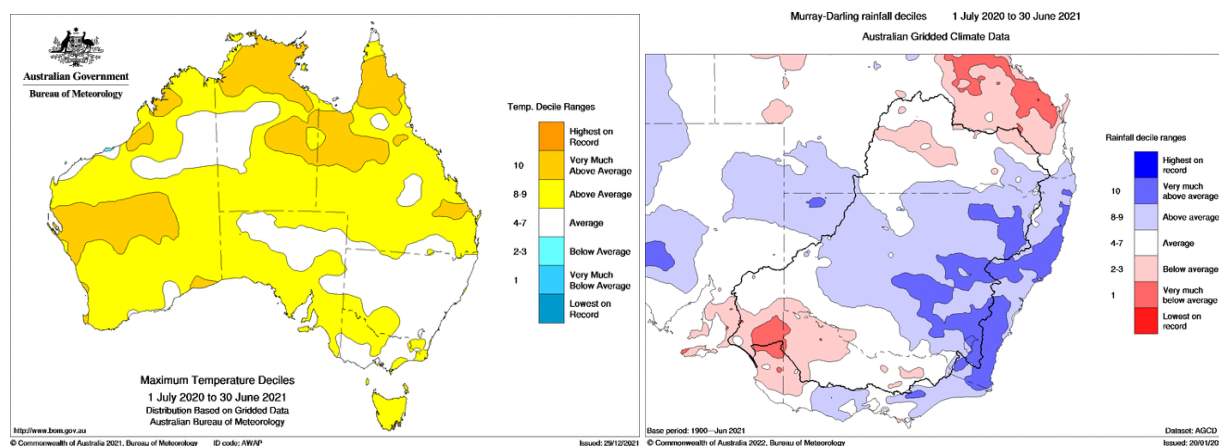 Australian Government
Bureau of Meteorology
Temp. Decile Ranges
Highest on
Record
10
Very Much
Above Average
8-9
Above Average
4-7
Average
2-3
Below Average
1
Very Much
Below Average
Lowest on
Record
Maximum Temperature Deciles
1 July 2020 to 30 June 2021
Distribution Based on Gridded Data
Australian Bureau of Meteorology
http://www.bom.gov.au
© Commonwealth of Australia 2021, Bureau of Meteorology
ID code: AWAP
Issued: 29/12/2021
Murray-Darling rainfall deciles 1 July 2020 to 30 June 2021
Australian Gridded Climate Data
Rainfall decile ranges
Highest on
record
10
Very much
above average
8-9
Above average
4-7
Average
2-3
Below average
1
Very much
below average
Lowest on
record
Base period: 1900—Jun 2021
Dataset: AGCD
© Commonwealth of Australia 2022, Bureau of Meteorology
Issued: 20/01/20